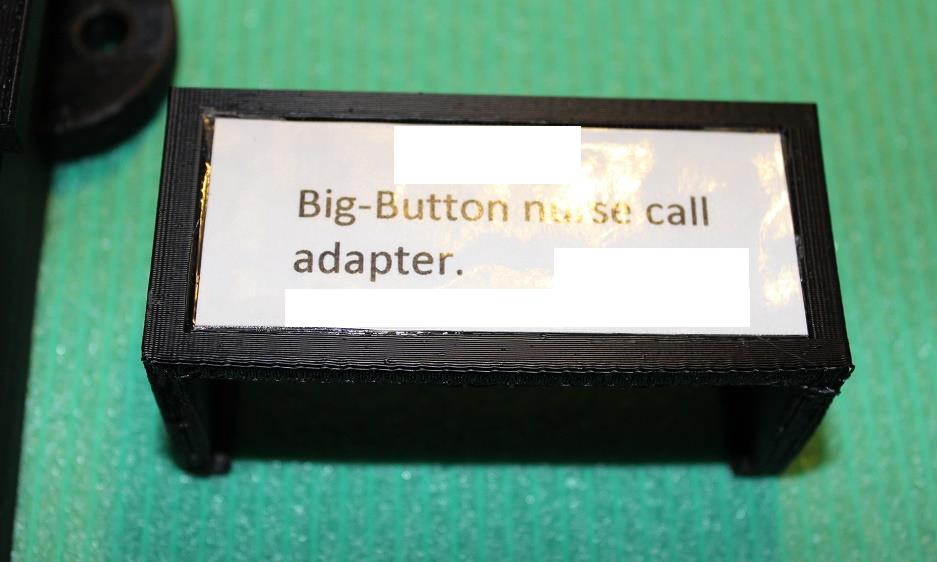 Big-Button nurse call
adapter.